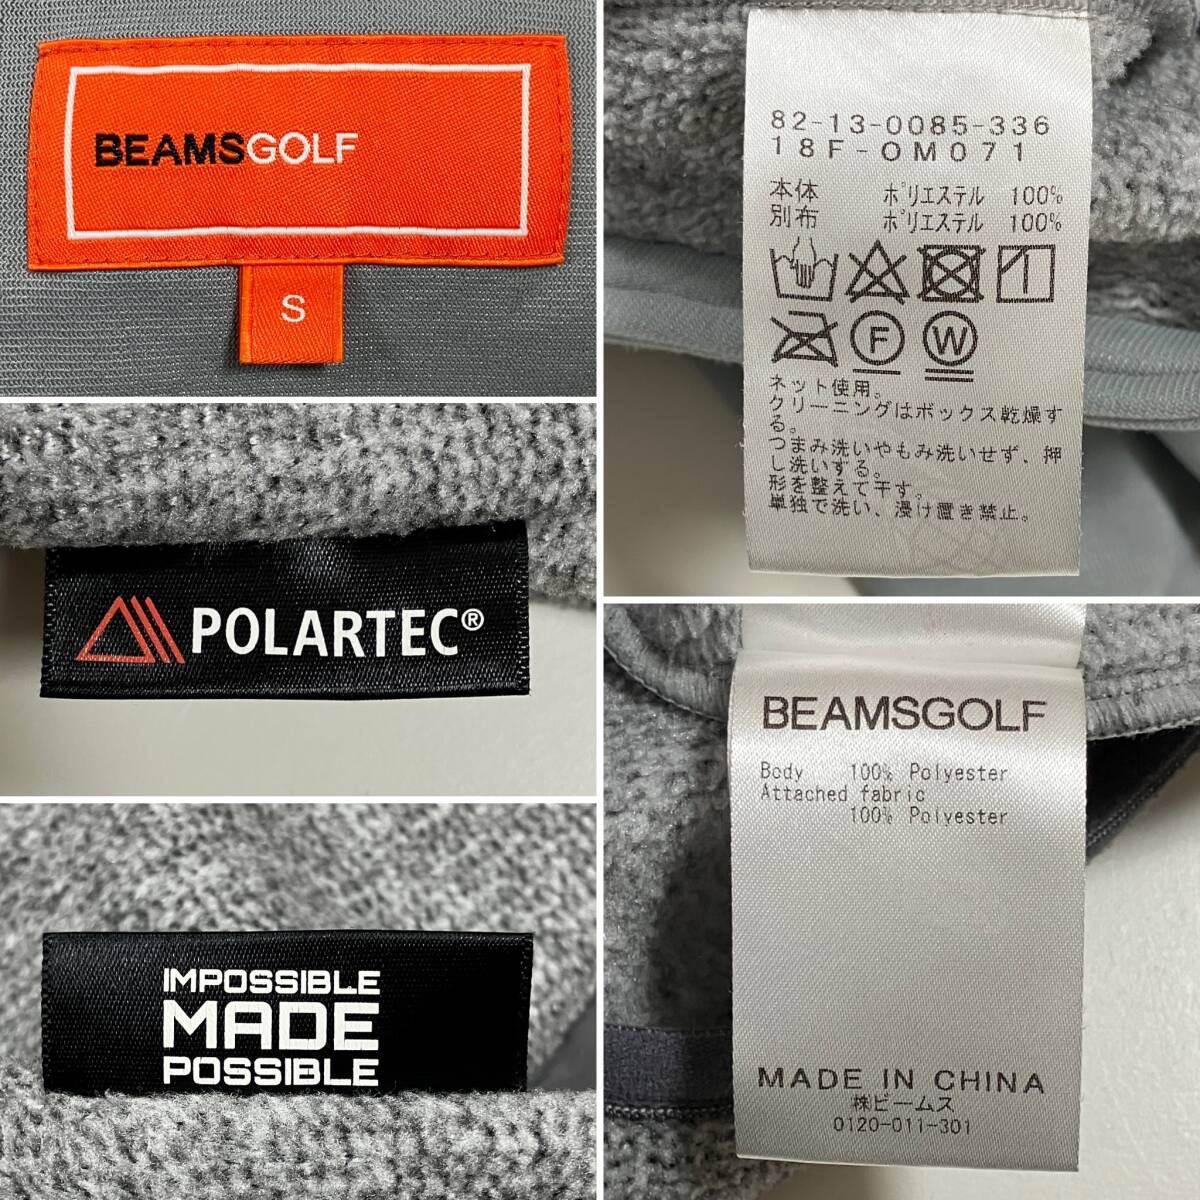 BEAMSGOLF
S
POLARTEC®
IMPOSSIBLE
MADE
POSSIBLE
82-13-0085-336
18F-OM071
本体 ポリエステル 100%
別布 ポリエステル 100%
F W
ネット使用。
クリーニングはボックス乾燥す
る。
つまみ洗いやもみ洗いせず、押
し洗いする。
形を整えて干す。
単独で洗い、浸け置き禁止。
BEAMSGOLF
Body 100% Polyester
Attached fabric
100% Polyester
MADE IN CHINA
㈱ビームス
0120-011-301